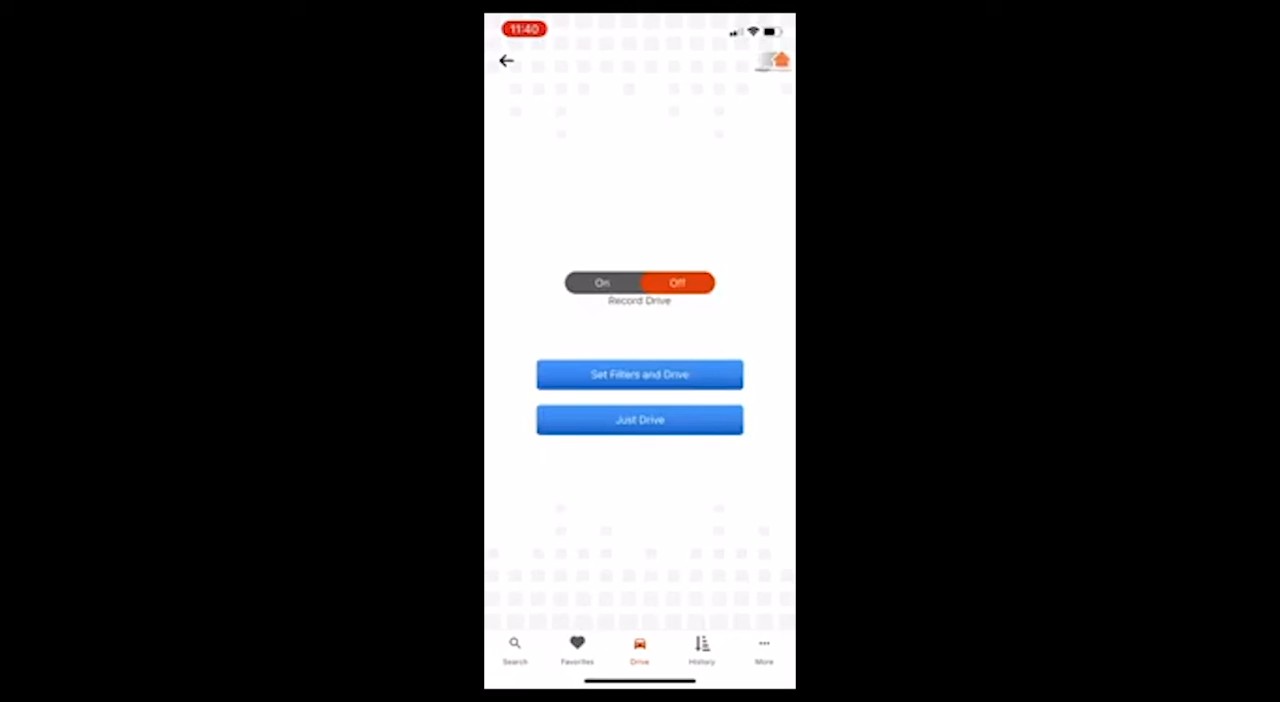 11:40
On Off
Record Drive
Set Filters and Drive
Just Drive
Search Favorites Drive History More